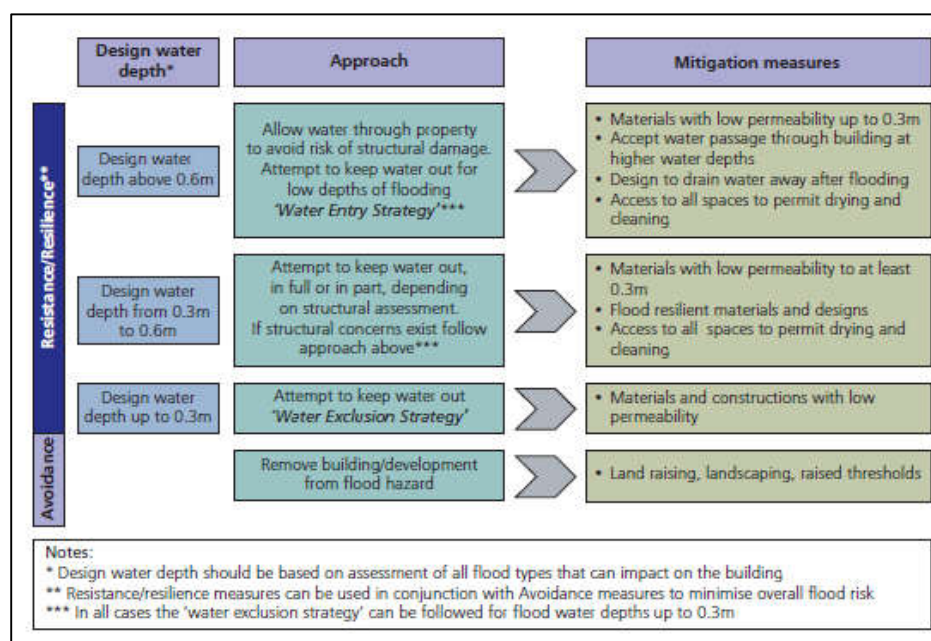 Design water
depth*
Approach
Mitigation measures
Resistance/Resilience**
Design water
depth above 0.6m
Allow water through property
to avoid risk of structural damage.
Attempt to keep water out for
low depths of flooding
'Water Entry Strategy'***
• Materials with low permeability up to 0.3m
• Accept water passage through building at
higher water depths
• Design to drain water away after flooding
• Access to all spaces to permit drying and
cleaning
Design water
depth from 0.3m
to 0.6m
Attempt to keep water out,
in full or in part, depending
on structural assessment.
If structural concerns exist follow
approach above***
• Materials with low permeability to at least
0.3m
• Flood resilient materials and designs
• Access to all spaces to permit drying and
cleaning
Design water
depth up to 0.3m
Attempt to keep water out
'Water Exclusion Strategy'
• Materials and constructions with low
permeability
Avoidance
Remove building/development
from flood hazard
• Land raising, landscaping, raised thresholds
Notes:
* Design water depth should be based on assessment of all flood types that can impact on the building
** Resistance/resilience measures can be used in conjunction with Avoidance measures to minimise overall flood risk
*** In all cases the 'water exclusion strategy' can be followed for flood water depths up to 0.3m